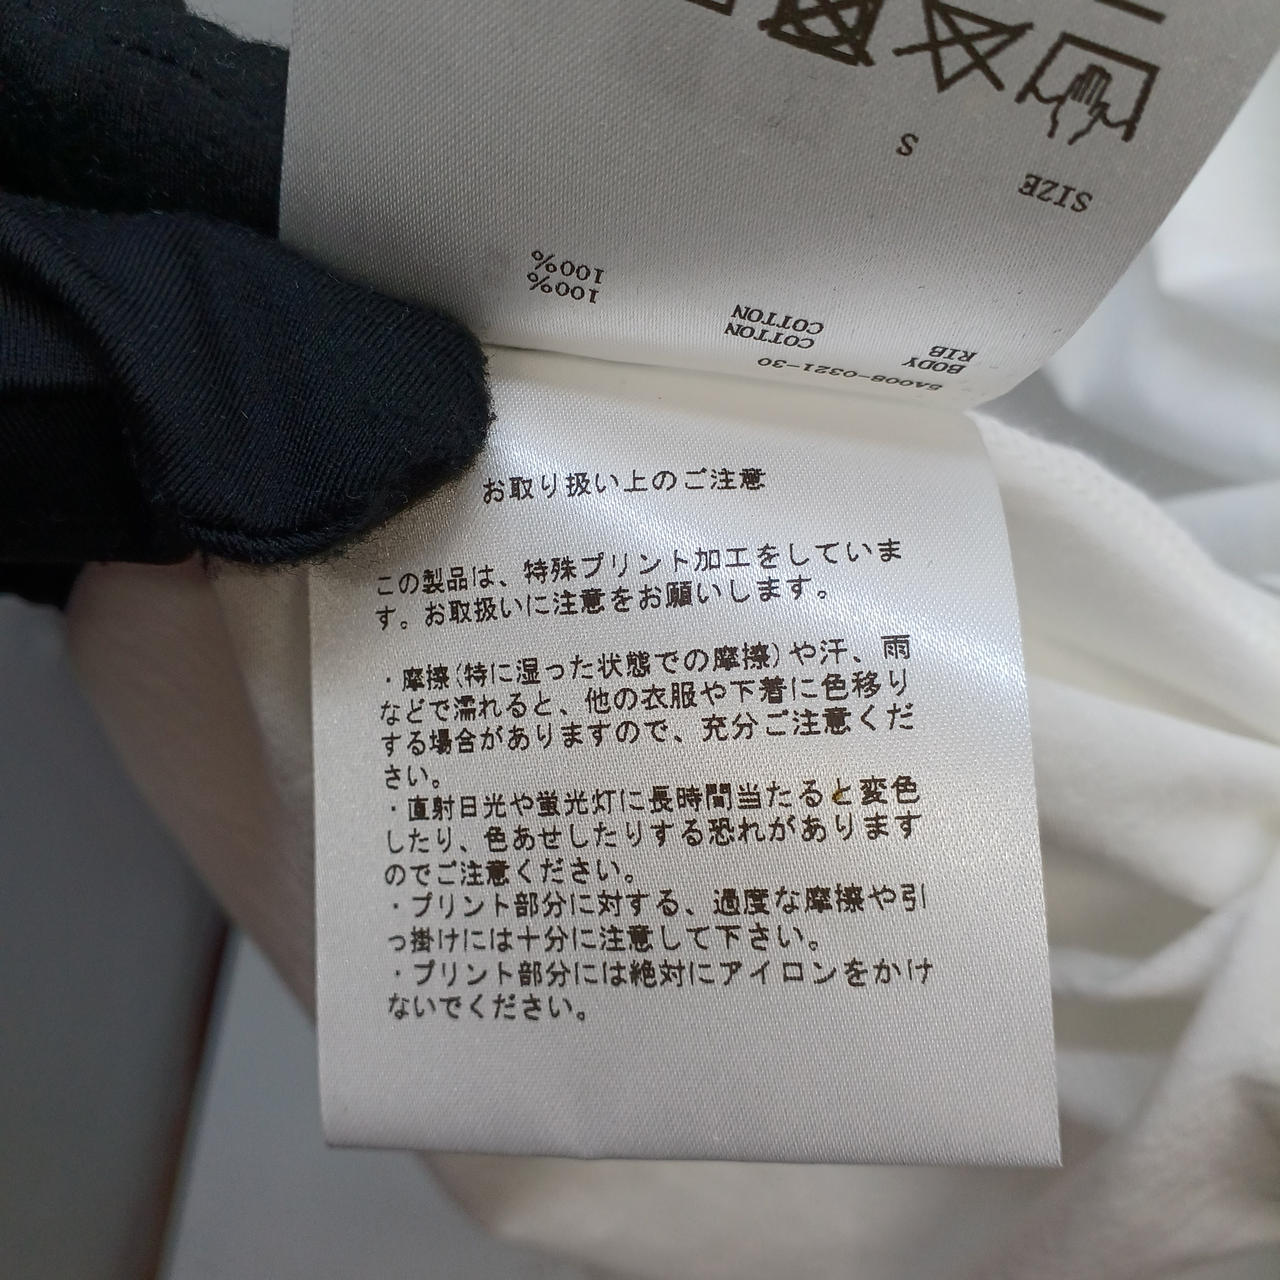 SIZE
S
100%
100%
COTTON
COTTON
RIB
BODY
5A008-0321-30
お取り扱い上のご注意
この製品は、特殊プリント加工をしていま
す。お取扱いに注意をお願いします。
・摩擦(特に湿った状態での摩擦)や汗、雨
などで濡れると、他の衣服や下着に色移り
する場合がありますので、充分ご注意くだ
さい。
・直射日光や蛍光灯に長時間当たると変色
したり、色あせしたりする恐れがあります
のでご注意ください。
・プリント部分に対する、過度な摩擦や引
っ掛けには十分に注意して下さい。
・プリント部分には絶対にアイロンをかけ
ないでください。